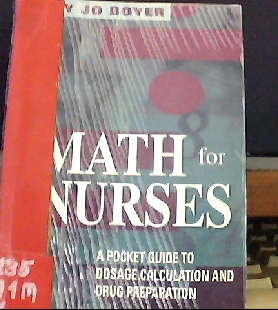 Y JO BOYER
MATH for
NURSES
A POCKET GUIDE TO
DOSAGE CALCULATION AND
DRUG PREPARATION